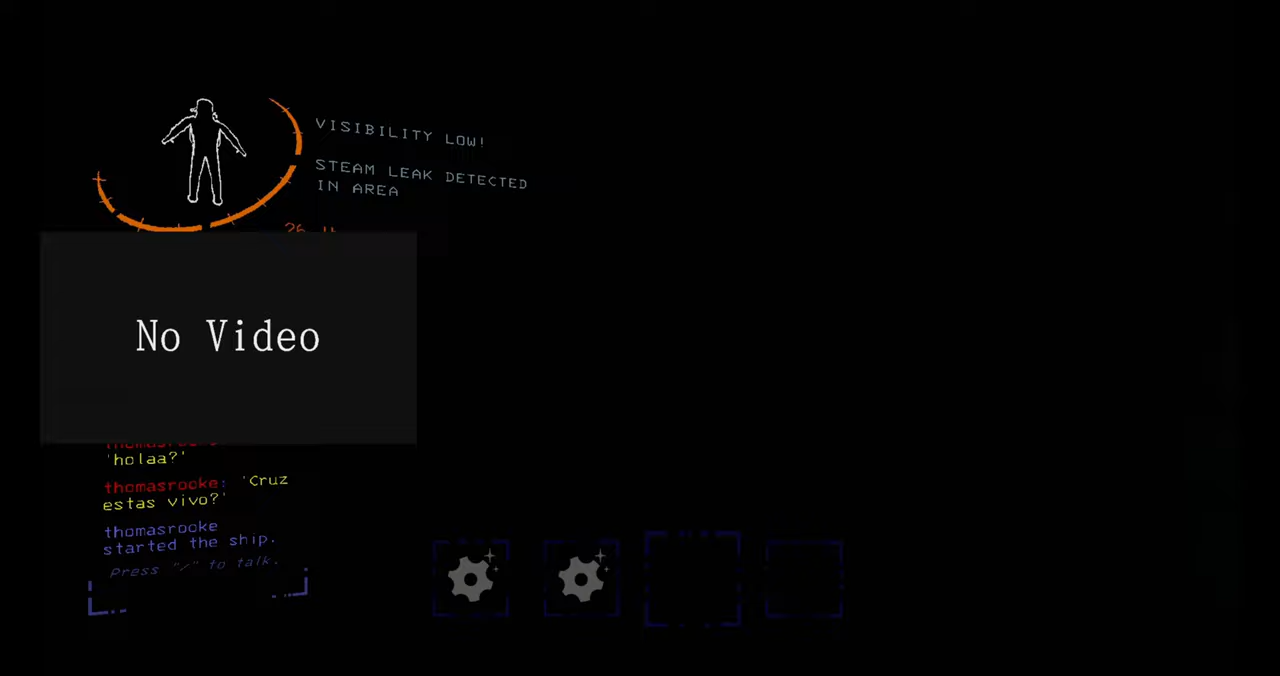 VISIBILITY LOW!
STEAM LEAK DETECTED
IN AREA
No Video
'holaa?'
thomasrooke: 'Cruz
estas vivo?'
thomasrooke
started the ship.
Press "/" to talk.